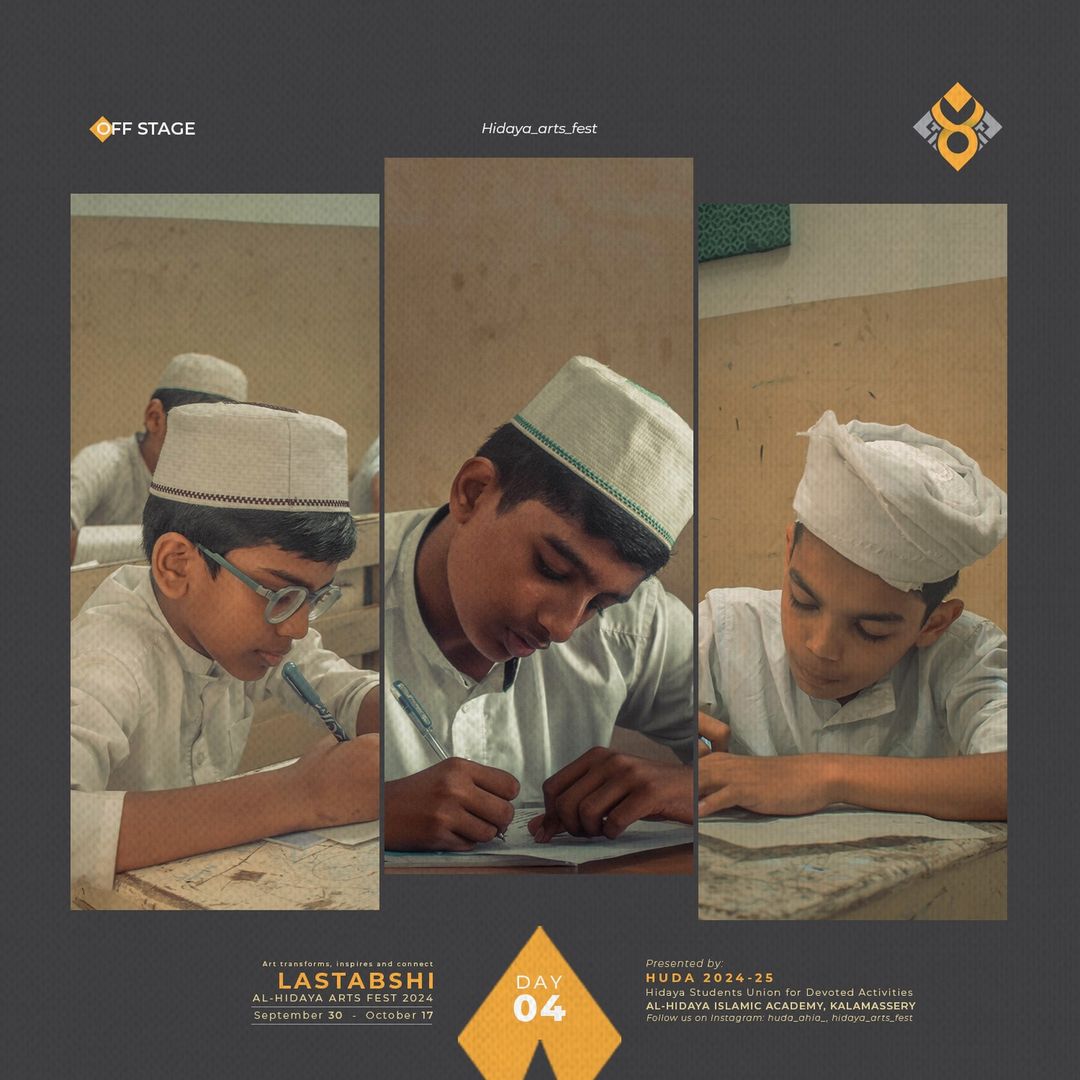 OFF STAGE
Hidaya_arts_fest
Art transforms, inspires and connect
LASTABSHI
AL-HIDAYA ARTS FEST 2024
September 30 - October 17
DAY
04
Presented by:
HUDA 2024-25
Hidaya Students Union for Devoted Activities
AL-HIDAYA ISLAMIC ACADEMY, KALAMASSERY
Follow us on Instagram: huda_ahia_, hidaya_arts_fest